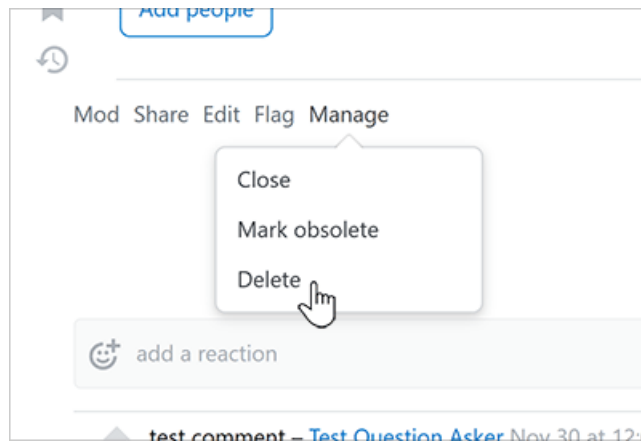 Add people
Mod Share Edit Flag Manage
Close
Mark obsolete
Delete
add a reaction
test comment – Test Question Asker Nov 30 at 12: